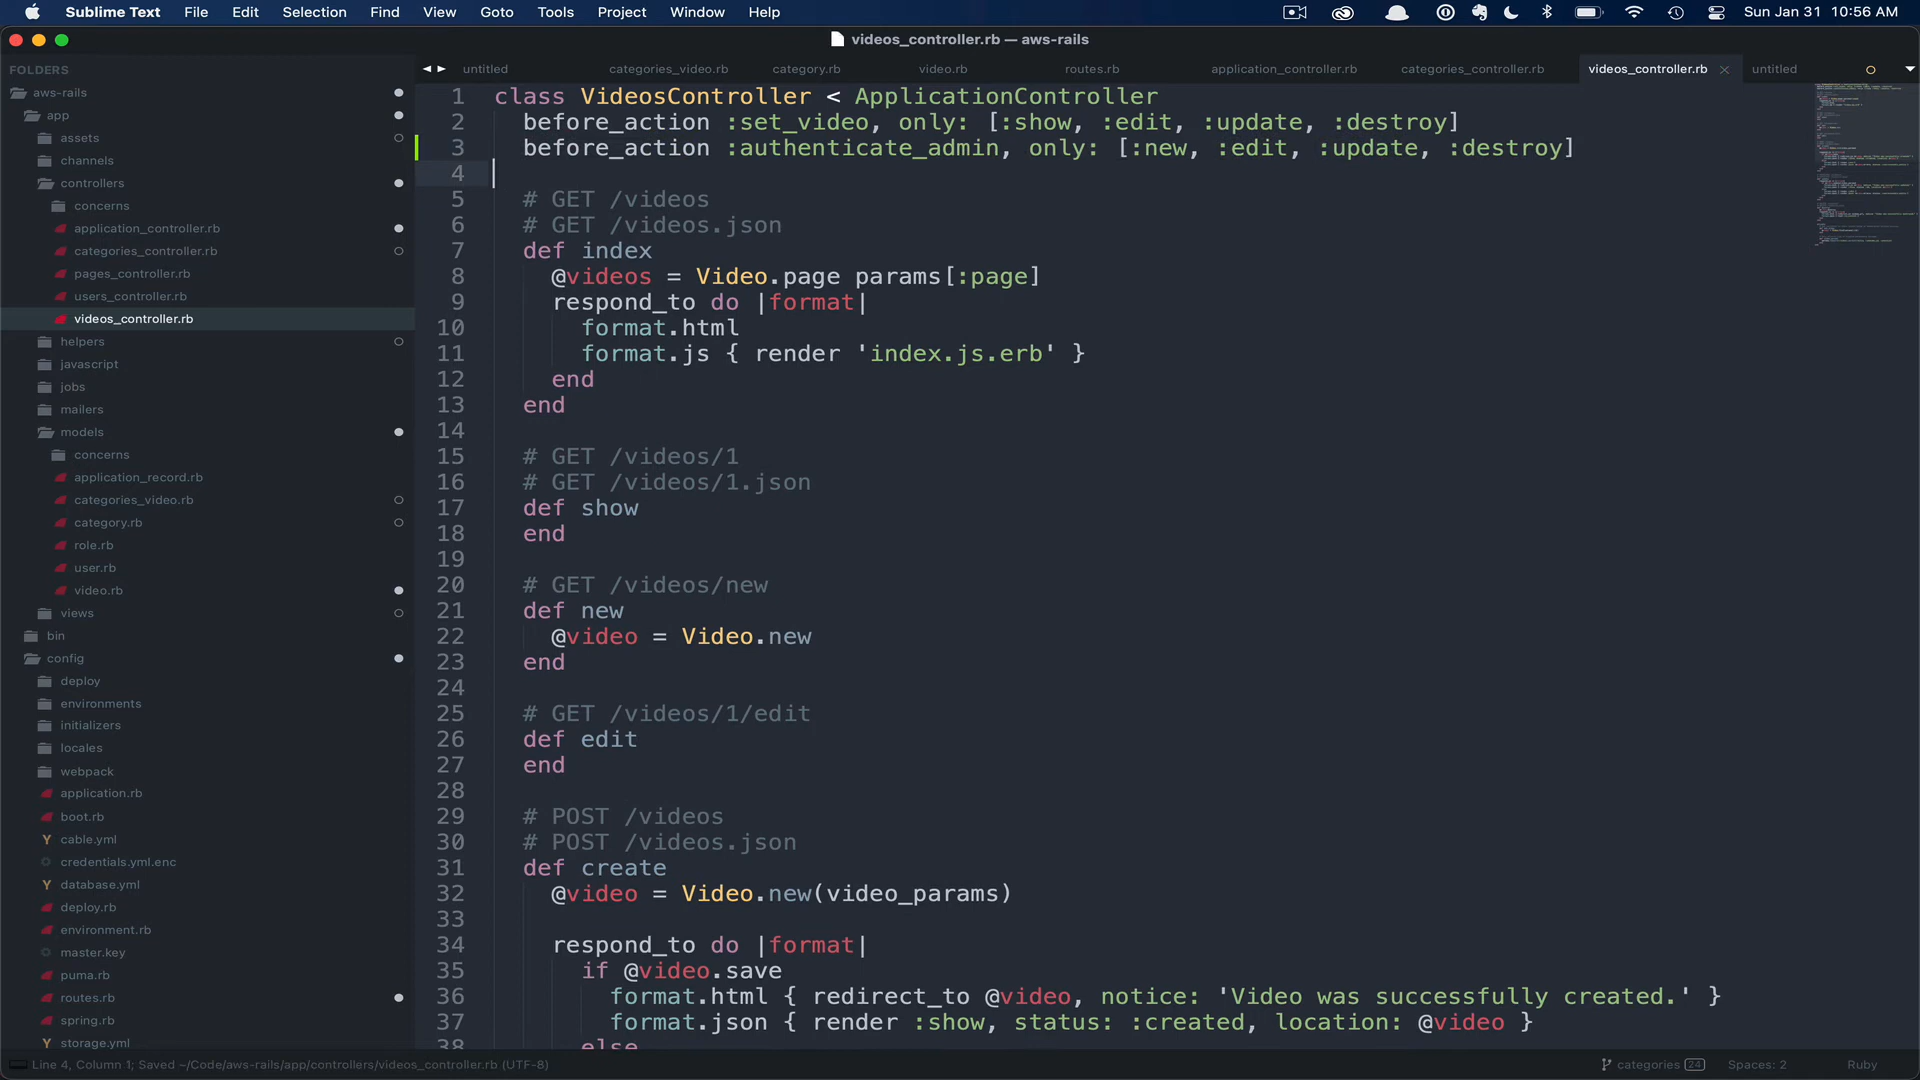 Sublime Text File Edit Selection Find View Goto Tools Project Window Help Sun Jan 31 10:56 AM
videos_controller.rb — aws-rails
FOLDERS
aws-rails
app
assets
channels
controllers
concerns
application_controller.rb
categories_controller.rb
pages_controller.rb
users_controller.rb
videos_controller.rb
helpers
javascript
jobs
mailers
models
concerns
application_record.rb
categories_video.rb
category.rb
role.rb
user.rb
video.rb
views
bin
config
deploy
environments
initializers
locales
webpack
application.rb
boot.rb
cable.yml
credentials.yml.enc
database.yml
deploy.rb
environment.rb
master.key
puma.rb
routes.rb
spring.rb
storage.yml
untitled categories_video.rb category.rb video.rb routes.rb application_controller.rb categories_controller.rb videos_controller.rb untitled
1 class VideosController < ApplicationController
2 before_action :set_video, only: [:show, :edit, :update, :destroy]
3 before_action :authenticate_admin, only: [:new, :edit, :update, :destroy]
4
5 # GET /videos
6 # GET /videos.json
7 def index
8 @videos = Video.page params[:page]
9 respond_to do |format|
10 format.html
11 format.js { render 'index.js.erb' }
12 end
13 end
14
15 # GET /videos/1
16 # GET /videos/1.json
17 def show
18 end
19
20 # GET /videos/new
21 def new
22 @video = Video.new
23 end
24
25 # GET /videos/1/edit
26 def edit
27 end
28
29 # POST /videos
30 # POST /videos.json
31 def create
32 @video = Video.new(video_params)
33
34 respond_to do |format|
35 if @video.save
36 format.html { redirect_to @video, notice: 'Video was successfully created.' }
37 format.json { render :show, status: :created, location: @video }
38 else
Line 4, Column 1; Saved ~/Code/aws-rails/app/controllers/videos_controller.rb (UTF-8) categories 24 Spaces: 2 Ruby